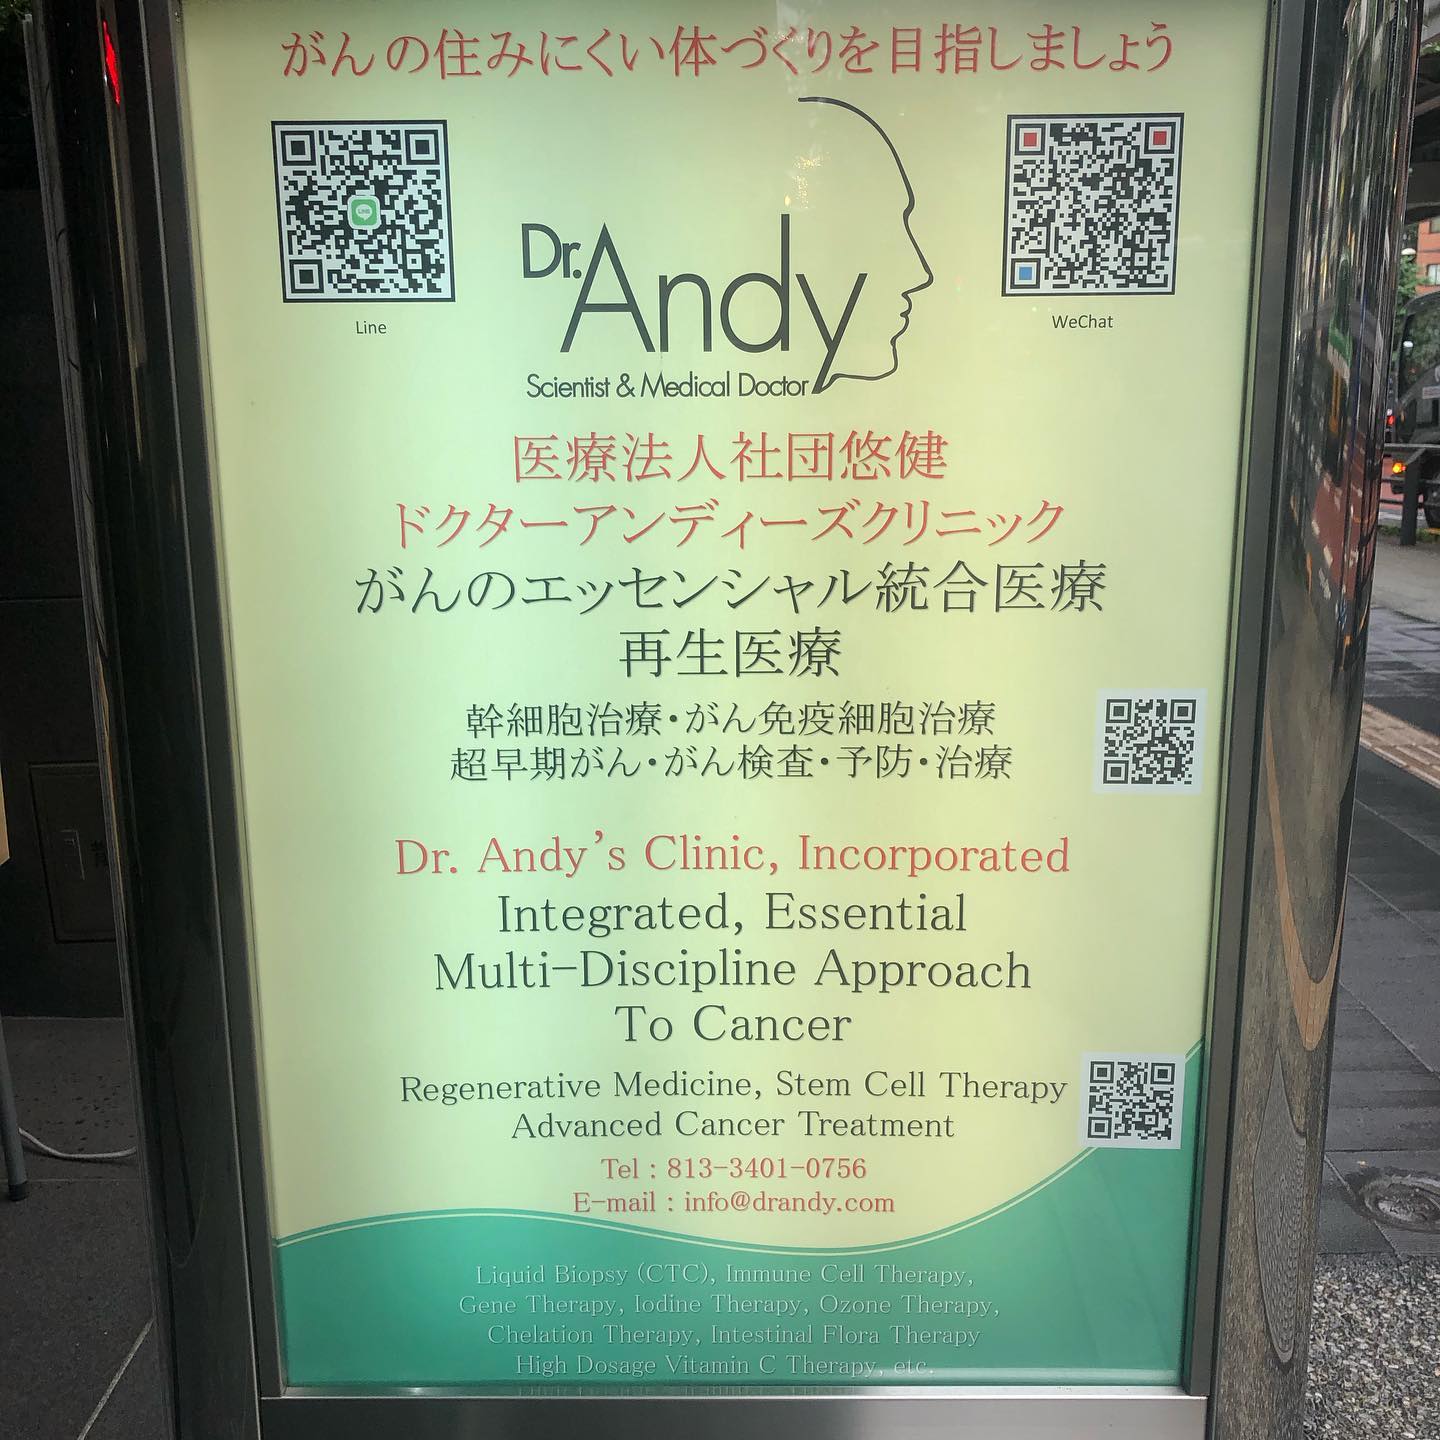 がんの住みにくい体づくりを目指しましょう
LINE
Line
WeChat
Dr. Andy
Scientist & Medical Doctor
医療法人社団悠健
ドクターアンディーズクリニック
がんのエッセンシャル統合医療
再生医療
幹細胞治療・がん免疫細胞治療
超早期がん・がん検査・予防・治療
Dr. Andy's Clinic, Incorporated
Integrated, Essential
Multi-Discipline Approach
To Cancer
Regenerative Medicine, Stem Cell Therapy
Advanced Cancer Treatment
Tel : 813-3401-0756
E-mail : info@drandy.com
Liquid Biopsy (CTC), Immune Cell Therapy,
Gene Therapy, Iodine Therapy, Ozone Therapy,
Chelation Therapy, Intestinal Flora Therapy
High Dosage Vitamin C Therapy, etc.